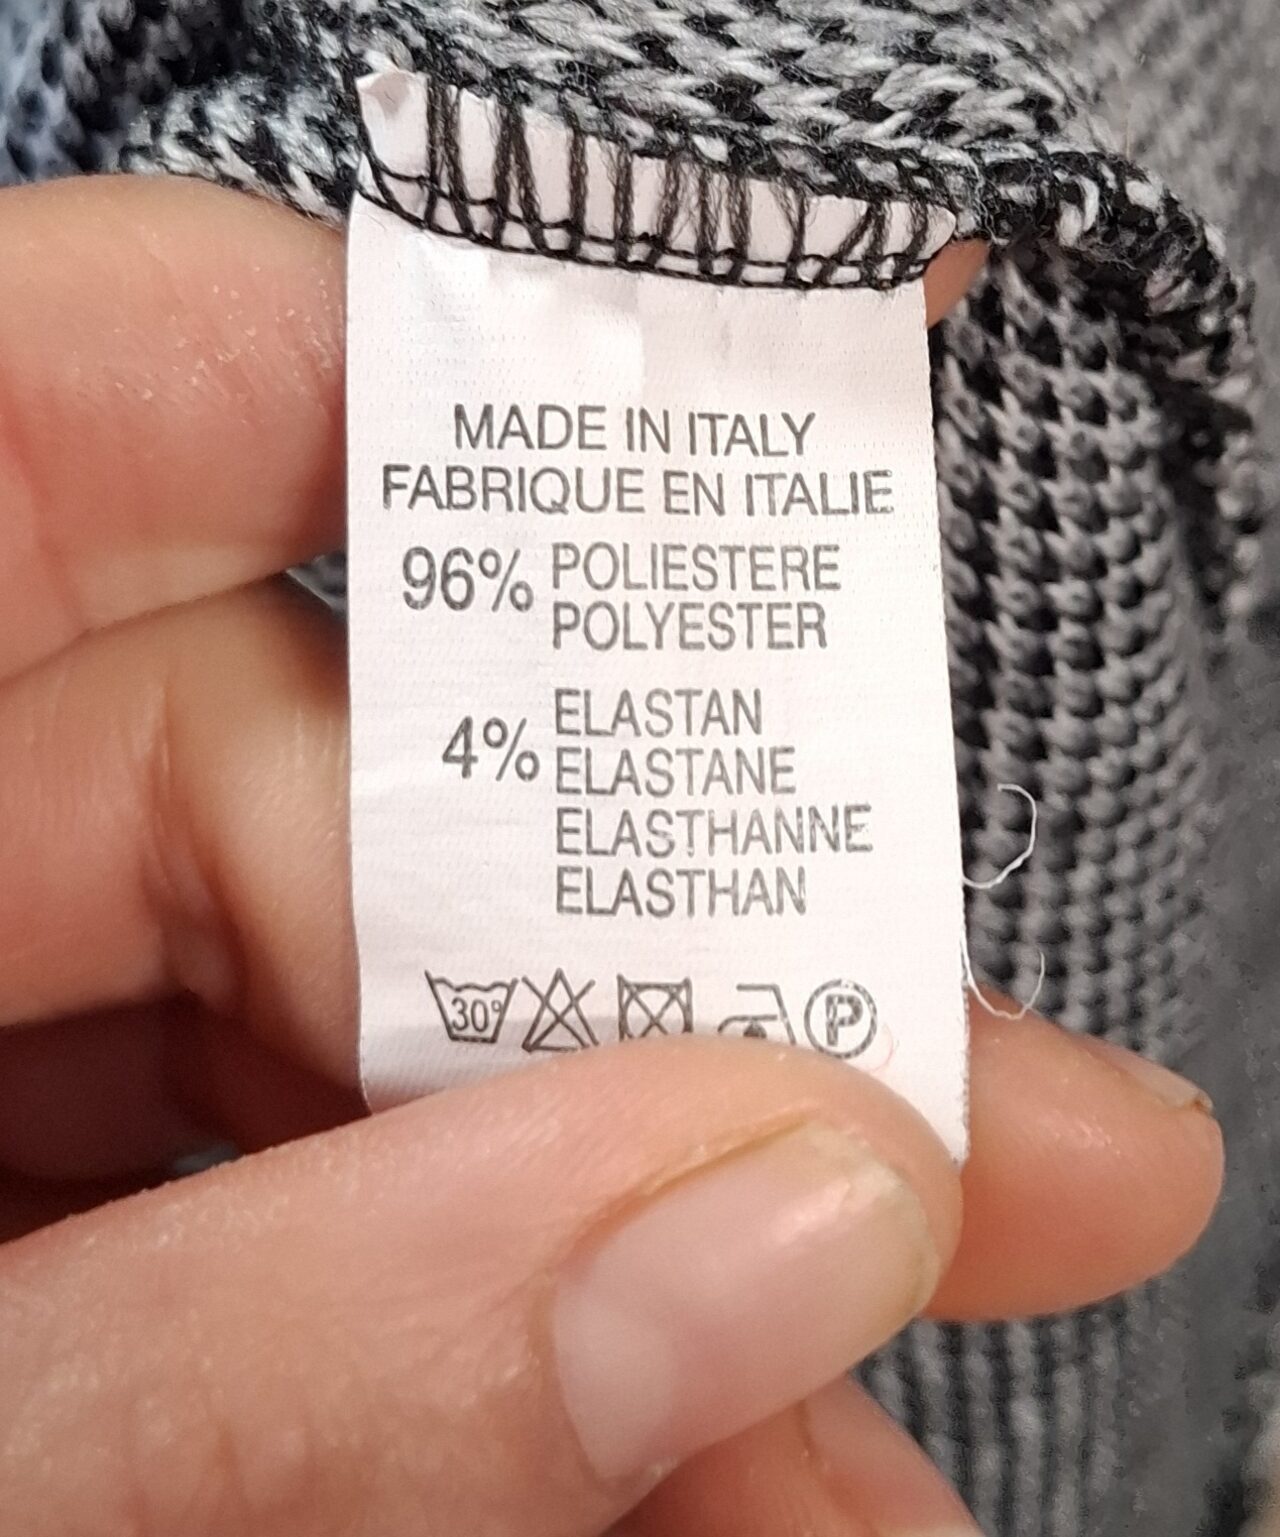 MADE IN ITALY
FABRIQUE EN ITALIE
96% POLIESTERE
POLYESTER
4% ELASTAN
ELASTANE
ELASTHANNE
ELASTHAN
30° P